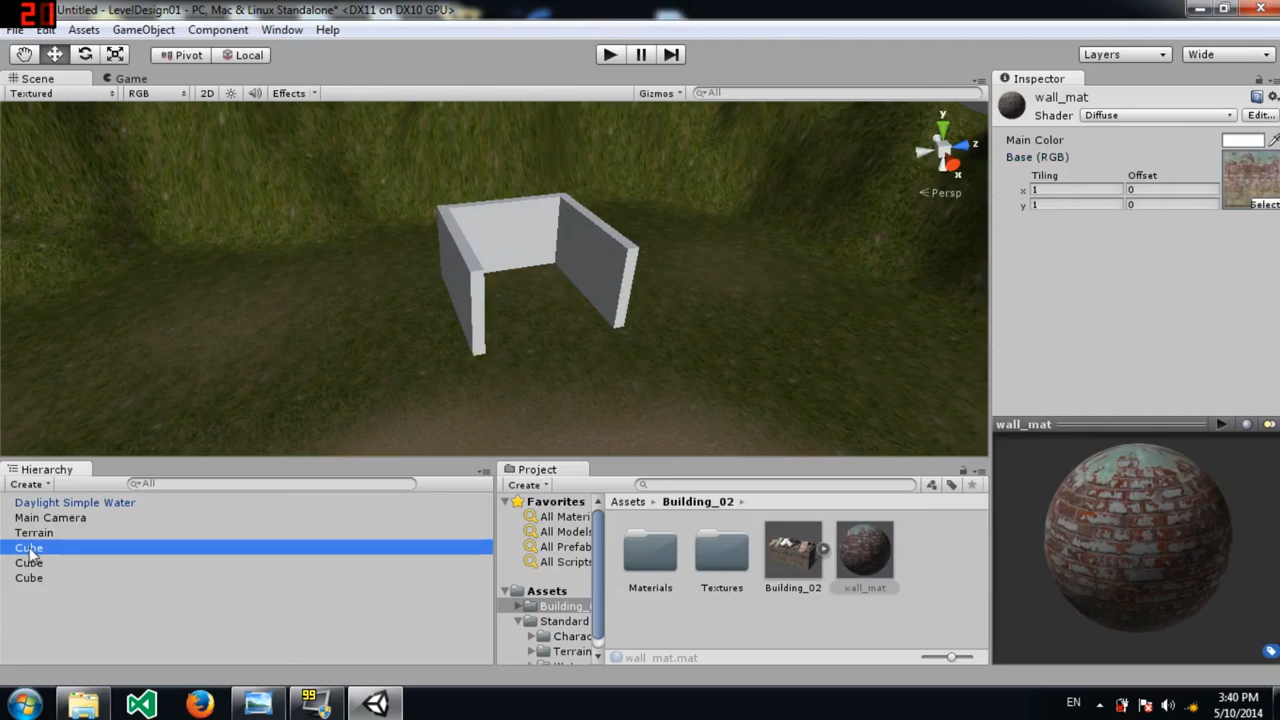 20
Untitled - LevelDesign01 - PC, Mac & Linux Standalone* <DX11 on DX10 GPU>
File Edit Assets GameObject Component Window Help
Pivot Local Layers Wide
Scene Game Inspector
Textured RGB 2D Effects Gizmos All
wall_mat
Shader Diffuse Edit...
y
z
x
Persp
Main Color
Base (RGB)
Tiling Offset
x 1 0
y 1 0
Select
wall_mat
Hierarchy Project
Create All Create
Daylight Simple Water
Main Camera
Terrain
Cube
Cube
Cube
Favorites
All Materi
All Models
All Prefab
All Scripts
Assets
Building_
Standard
Charac
Terrain
Assets Building_02
Materials Textures Building_02 wall_mat
wall_mat.mat
99
EN 3:40 PM
5/10/2014